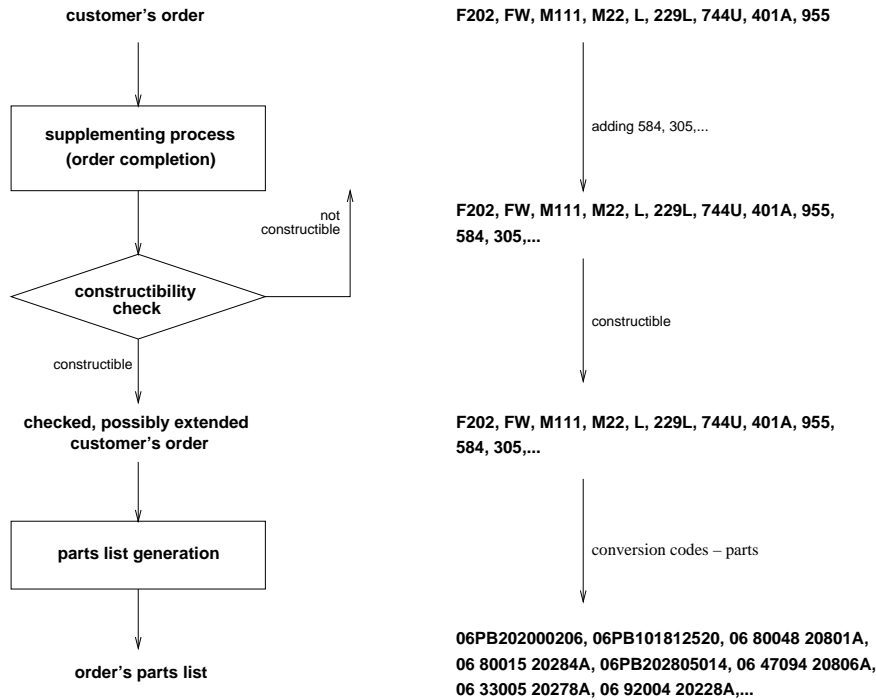 customer's order
supplementing process
(order completion)
not
constructible
constructibility
check
constructible
checked, possibly extended
customer's order
parts list generation
order's parts list
F202, FW, M111, M22, L, 229L, 744U, 401A, 955
adding 584, 305,...
F202, FW, M111, M22, L, 229L, 744U, 401A, 955,
584, 305,...
constructible
F202, FW, M111, M22, L, 229L, 744U, 401A, 955,
584, 305,...
conversion codes – parts
06PB202000206, 06PB101812520, 06 80048 20801A,
06 80015 20284A, 06PB202805014, 06 47094 20806A,
06 33005 20278A, 06 92004 20228A,...